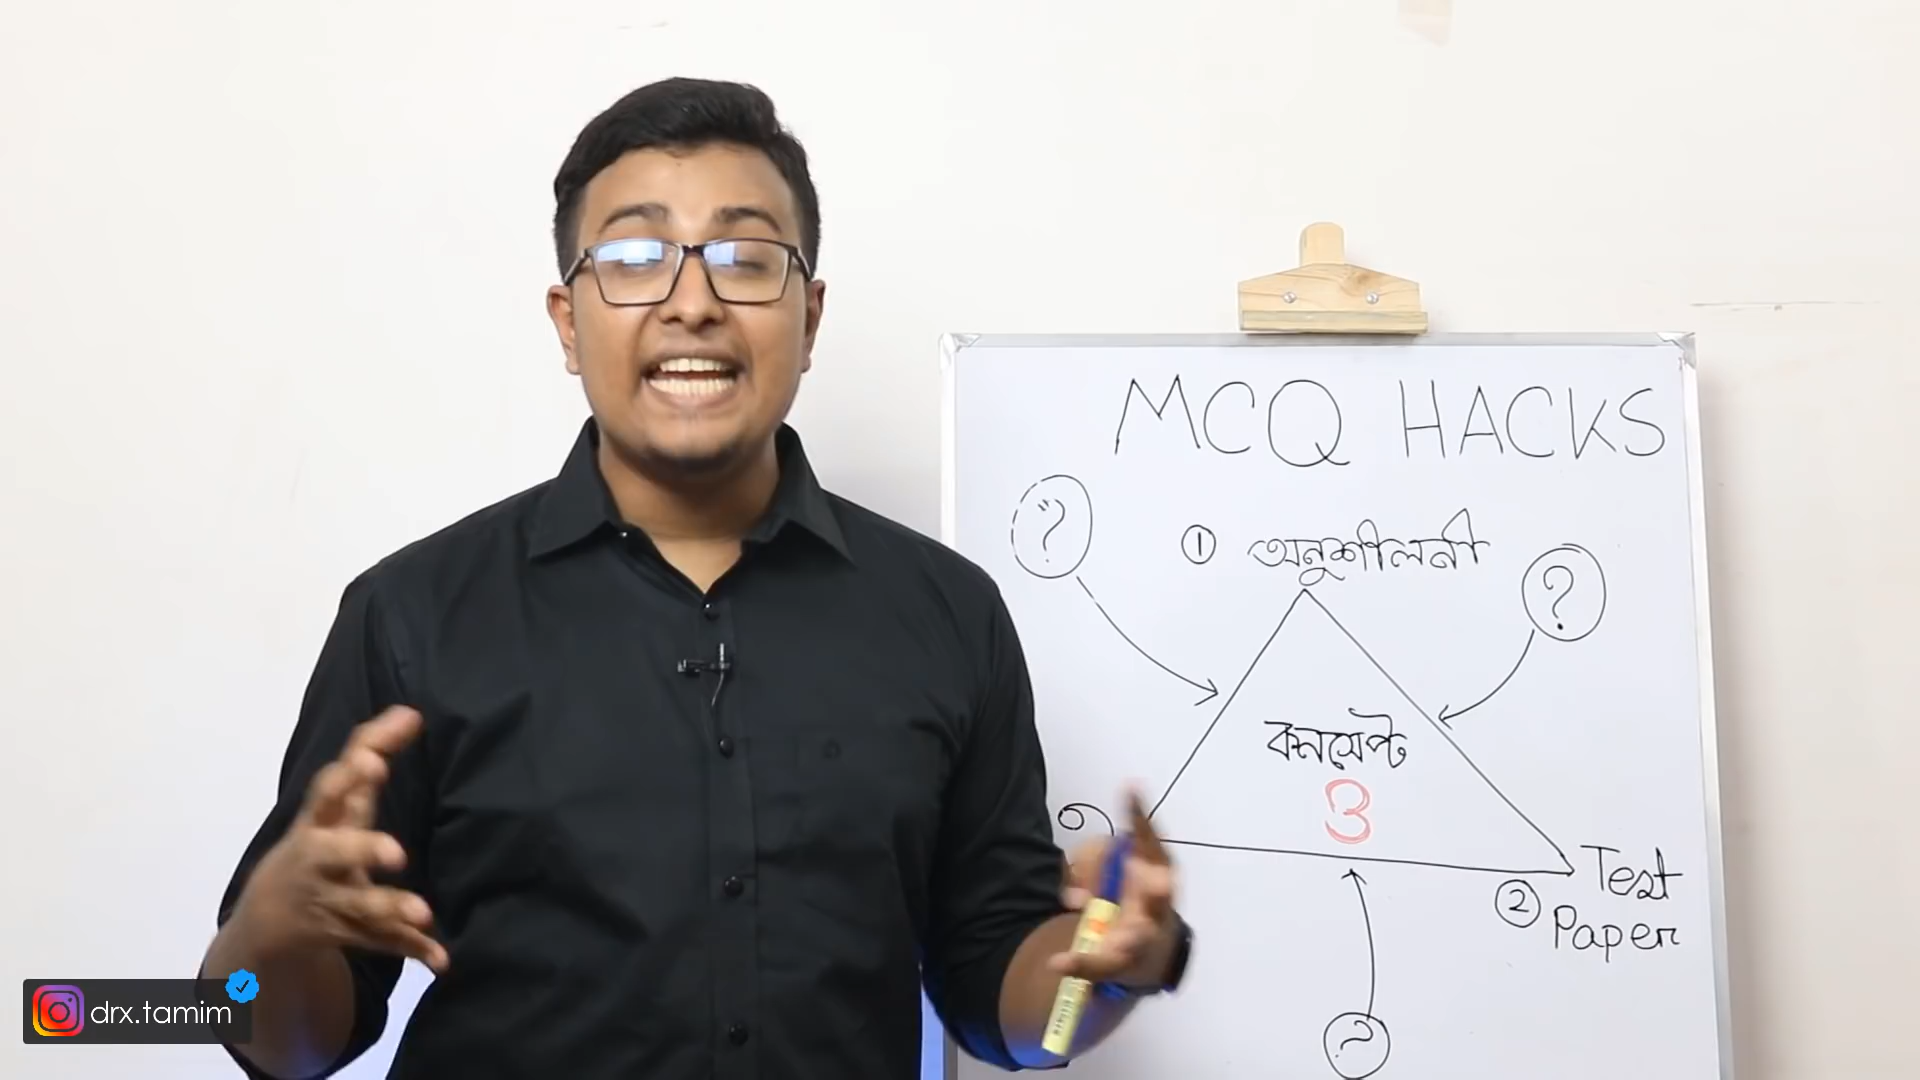 MCQ HACKS
?
① অনুশীলনী
?
কনসেপ্ট
3
② Test
Paper
?
drx.tamim